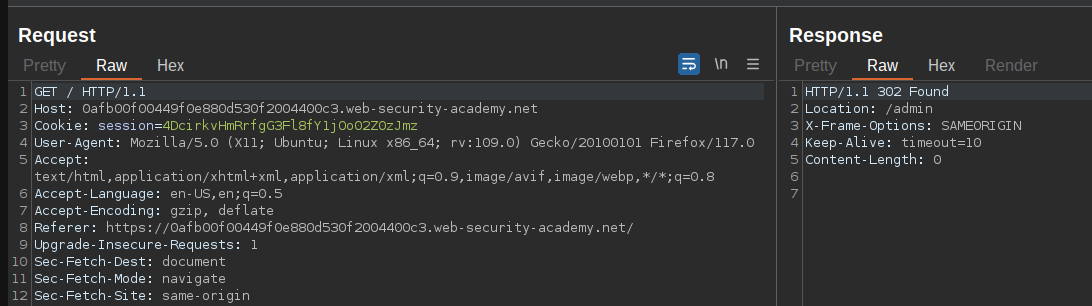 Request
Pretty Raw Hex \n
1 GET / HTTP/1.1
2 Host: 0afb00f00449f0e880d530f2004400c3.web-security-academy.net
3 Cookie: session=4DcirkvHmRrfgG3Fl8fY1jOoO2Z0zJmz
4 User-Agent: Mozilla/5.0 (X11; Ubuntu; Linux x86_64; rv:109.0) Gecko/20100101 Firefox/117.0
5 Accept:
text/html,application/xhtml+xml,application/xml;q=0.9,image/avif,image/webp,*/*;q=0.8
6 Accept-Language: en-US,en;q=0.5
7 Accept-Encoding: gzip, deflate
8 Referer: https://0afb00f00449f0e880d530f2004400c3.web-security-academy.net/
9 Upgrade-Insecure-Requests: 1
10 Sec-Fetch-Dest: document
11 Sec-Fetch-Mode: navigate
12 Sec-Fetch-Site: same-origin
Response
Pretty Raw Hex Render
1 HTTP/1.1 302 Found
2 Location: /admin
3 X-Frame-Options: SAMEORIGIN
4 Keep-Alive: timeout=10
5 Content-Length: 0
6
7